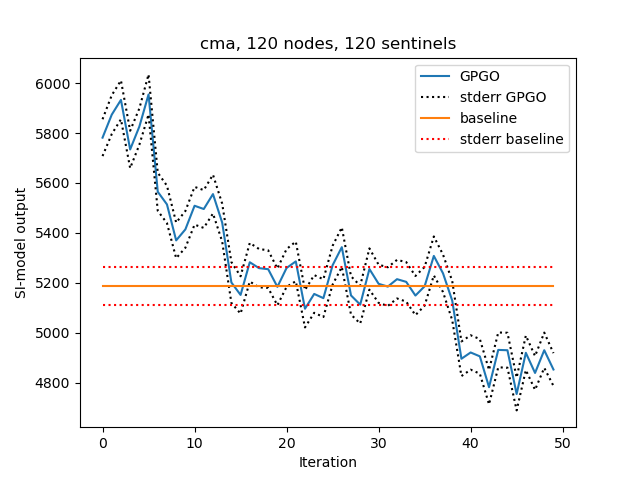 cma, 120 nodes, 120 sentinels
SI-model output
6000
5800
5600
5400
5200
5000
4800
GPGO
stderr GPGO
baseline
stderr baseline
0 10 20 30 40 50
Iteration